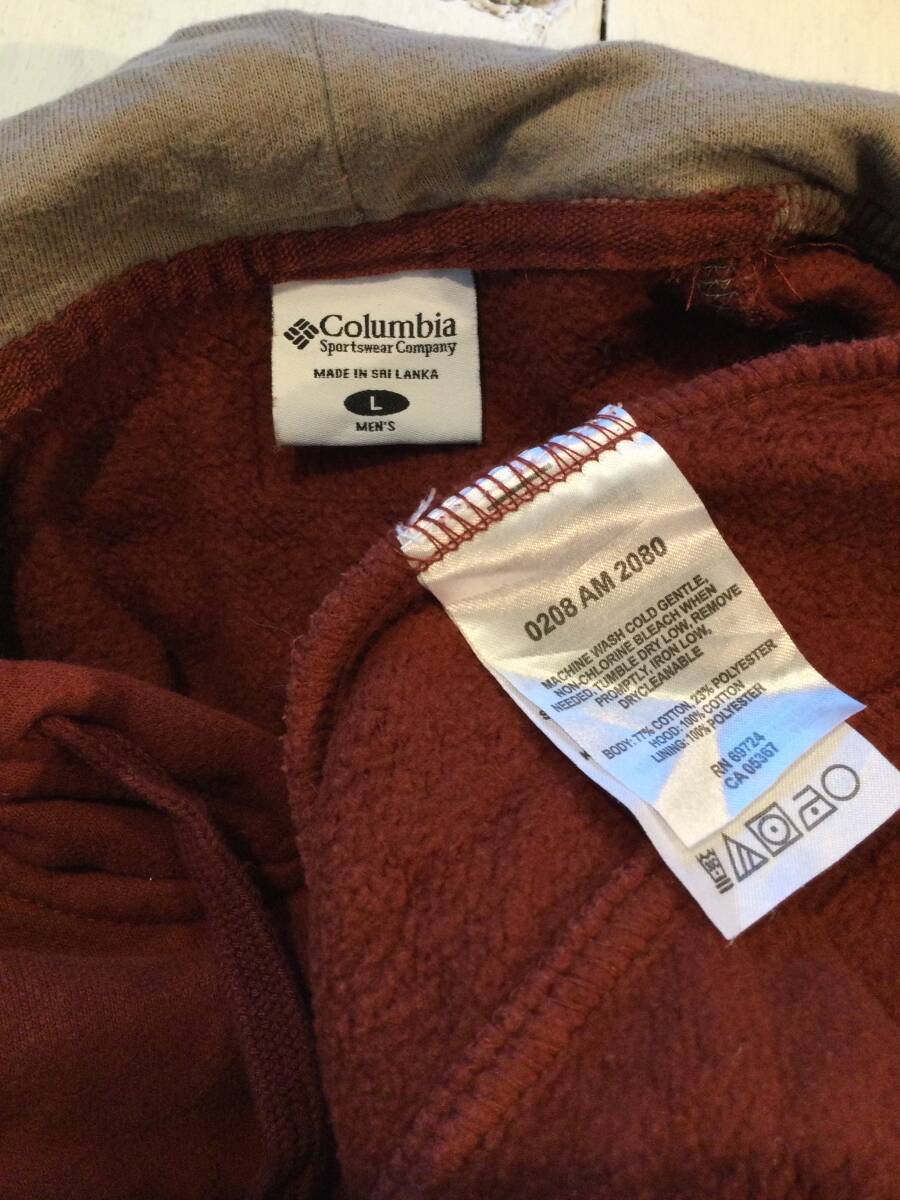 Columbia
Sportswear Company
MADE IN SRI LANKA
L
MEN'S
0208 AM 2080
MACHINE WASH COLD GENTLE,
NON-CHLORINE BLEACH WHEN
NEEDED, TUMBLE DRY LOW, REMOVE
PROMPTLY, IRON LOW,
DRYCLEANABLE
BODY: 77% COTTON, 23% POLYESTER
HOOD: 100% COTTON
LINING: 100% POLYESTER
RN 69724
CA 05367